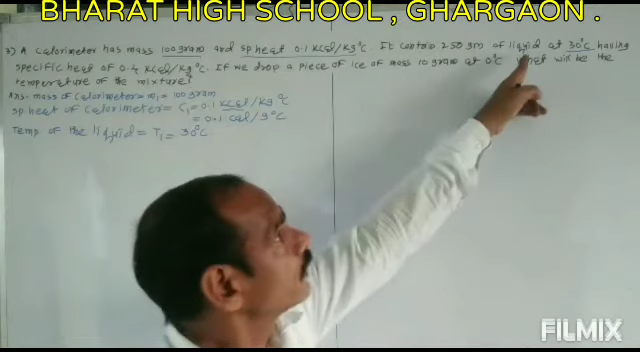 BHARAT HIGH SCHOOL, GHARGAON .
A calorimeter has mass 100 gram and sp heat 0.1 Kcal/kg °C. It contain 250 gm of liquid at 30°C having
specific heat of 0.4 Kcal/kg °C. If we drop a piece of ice of mass 10 gram at 0°C what will be the
temperature of the mixture?
Ans- mass of calorimeter = m₁ = 100 gram
sp. heat of calorimeter = C₁ = 0.1 Kcal/kg °C
= 0.1 cal/g °C
Temp of the liquid = T₁ = 30°C
FILMIX